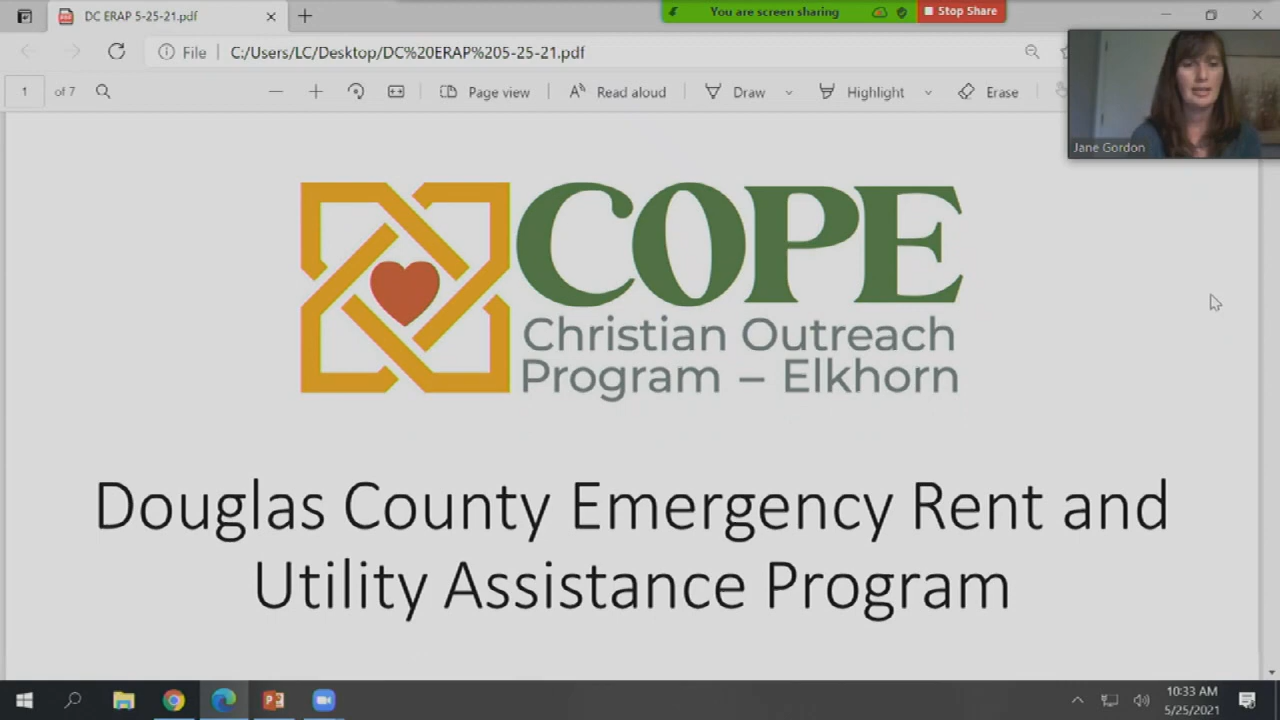 DC ERAP 5-25-21.pdf
You are screen sharing
Stop Share
File
C:/Users/LC/Desktop/DC%20ERAP%205-25-21.pdf
1 of 7
Page view
Read aloud
Draw
Highlight
Erase
Jane Gordon
COPE
Christian Outreach
Program – Elkhorn
Douglas County Emergency Rent and
Utility Assistance Program
10:33 AM
5/25/2021